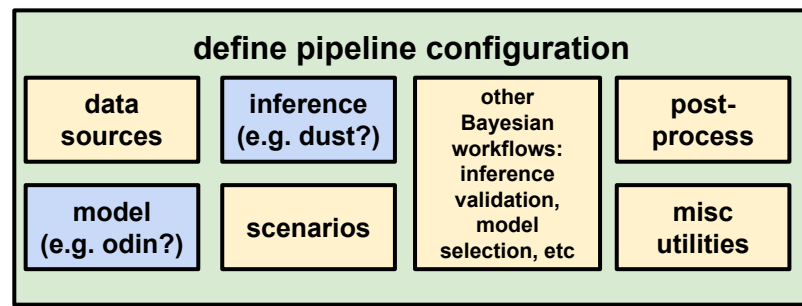 define pipeline configuration
data
sources
inference
(e.g. dust?)
other
Bayesian
workflows:
inference
validation,
model
selection, etc
post-
process
model
(e.g. odin?)
scenarios
misc
utilities